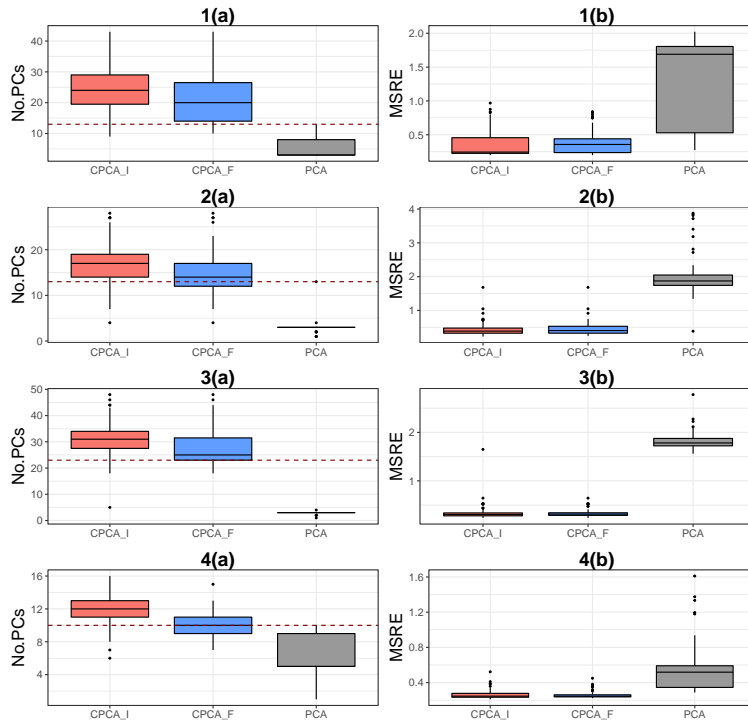 1(a)
No.PCs
40
30
20
10
CPCA_I CPCA_F PCA
1(b)
MSRE
2.0
1.5
1.0
0.5
CPCA_I CPCA_F PCA
2(a)
No.PCs
20
10
0
CPCA_I CPCA_F PCA
2(b)
MSRE
4
3
2
1
CPCA_I CPCA_F PCA
3(a)
No.PCs
50
40
30
20
10
0
CPCA_I CPCA_F PCA
3(b)
MSRE
2
1
CPCA_I CPCA_F PCA
4(a)
No.PCs
16
12
8
4
CPCA_I CPCA_F PCA
4(b)
MSRE
1.6
1.2
0.8
0.4
CPCA_I CPCA_F PCA